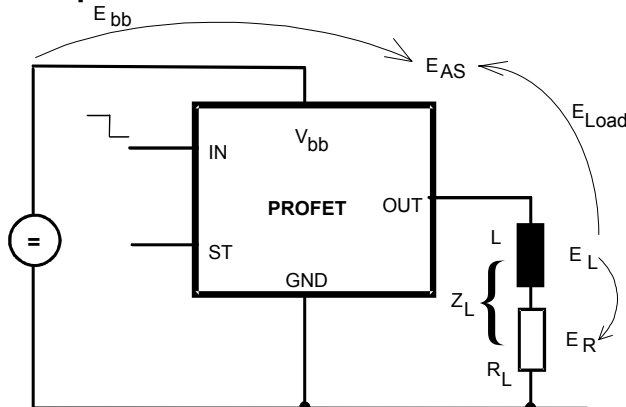 E bb
E AS
E Load
V bb
IN
PROFET
OUT
=
ST
L
E L
GND
Z L
{
E R
R L